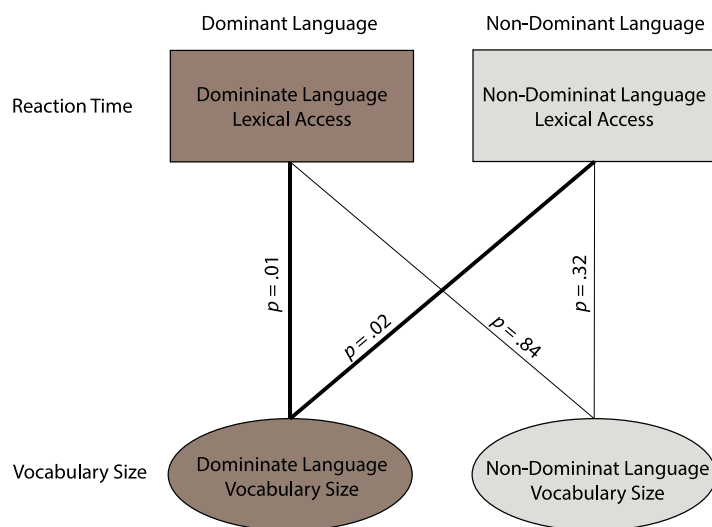 Dominant Language
Non-Dominant Language
Reaction Time
Domininate Language
Lexical Access
Non-Domininat Language
Lexical Access
p = .01
p = .02
p = .84
p = .32
Vocabulary Size
Domininate Language
Vocabulary Size
Non-Domininat Language
Vocabulary Size